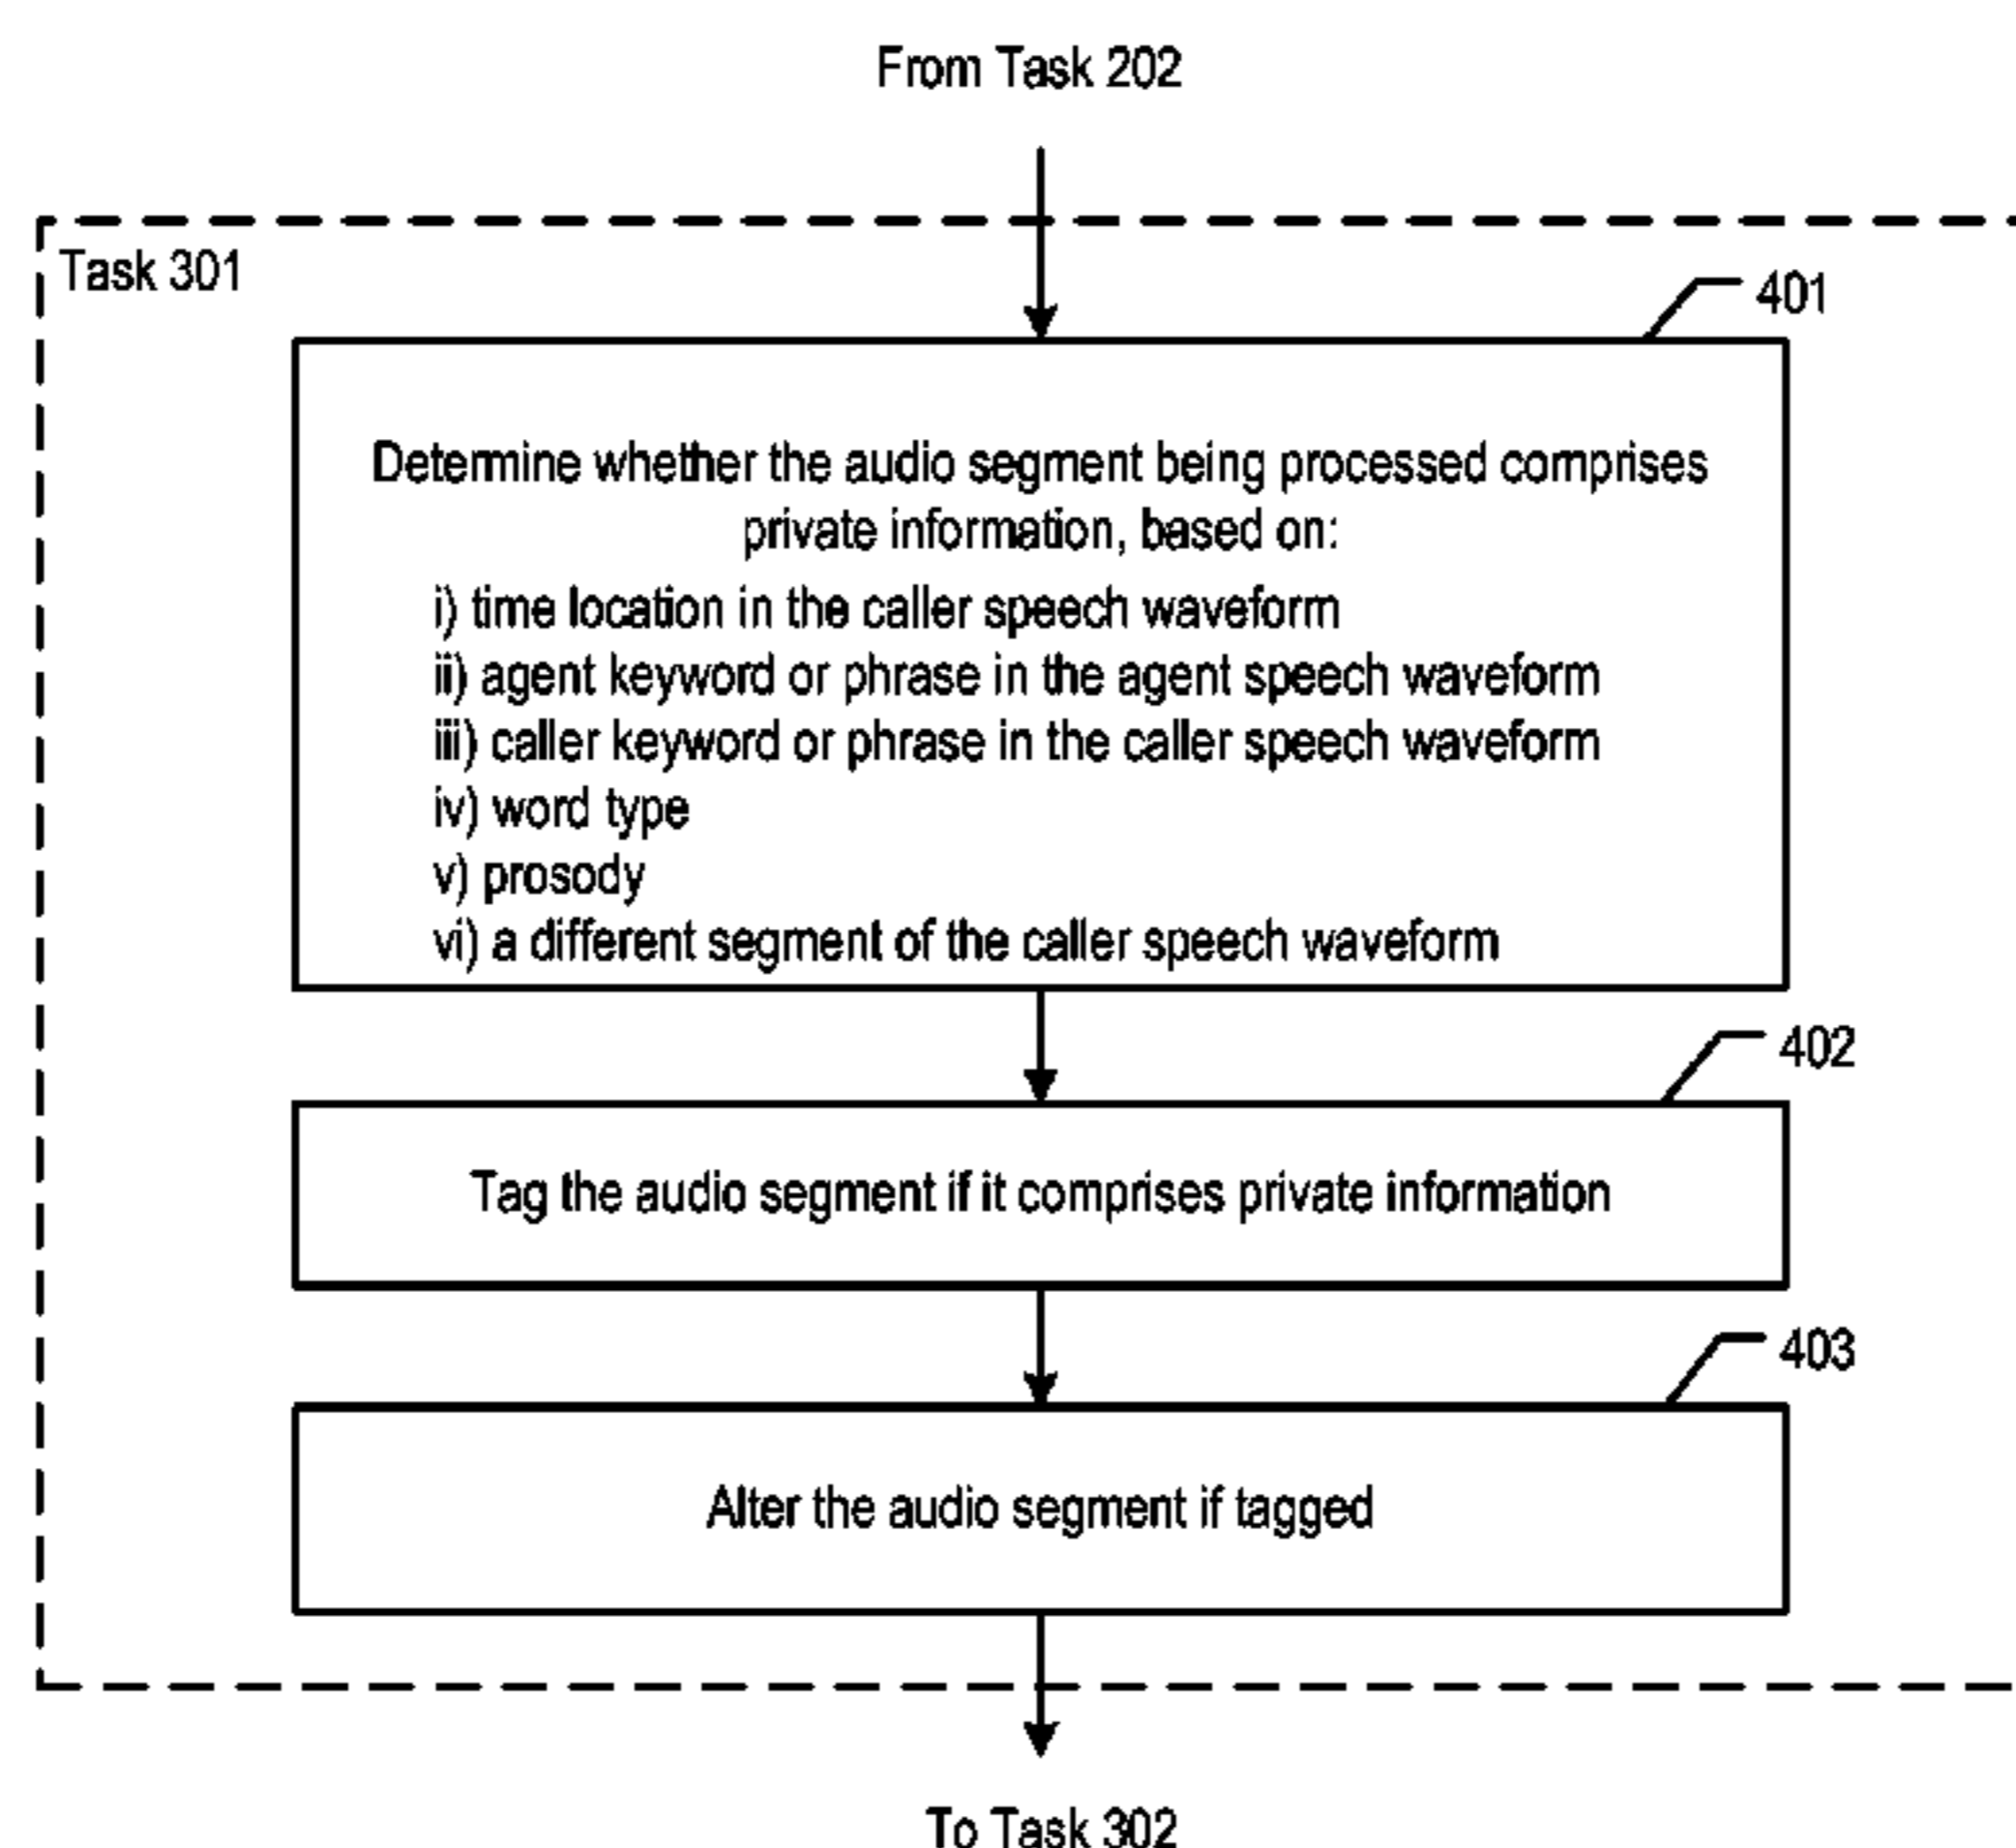 From Task 202
Task 301
401
Determine whether the audio segment being processed comprises
private information, based on:
i) time location in the caller speech waveform
ii) agent keyword or phrase in the agent speech waveform
iii) caller keyword or phrase in the caller speech waveform
iv) word type
v) prosody
vi) a different segment of the caller speech waveform
402
Tag the audio segment if it comprises private information
403
Alter the audio segment if tagged
To Task 302